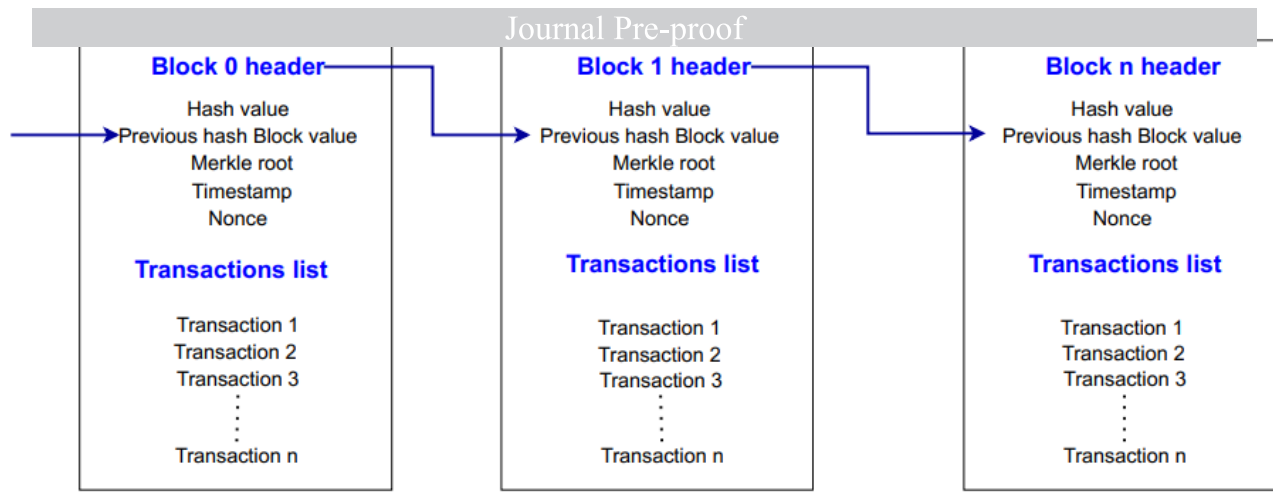 Journal Pre-proof
Block 0 header
Hash value
Previous hash Block value
Merkle root
Timestamp
Nonce
Transactions list
Transaction 1
Transaction 2
Transaction 3
Transaction n
Block 1 header
Hash value
Previous hash Block value
Merkle root
Timestamp
Nonce
Transactions list
Transaction 1
Transaction 2
Transaction 3
Transaction n
Block n header
Hash value
Previous hash Block value
Merkle root
Timestamp
Nonce
Transactions list
Transaction 1
Transaction 2
Transaction 3
Transaction n